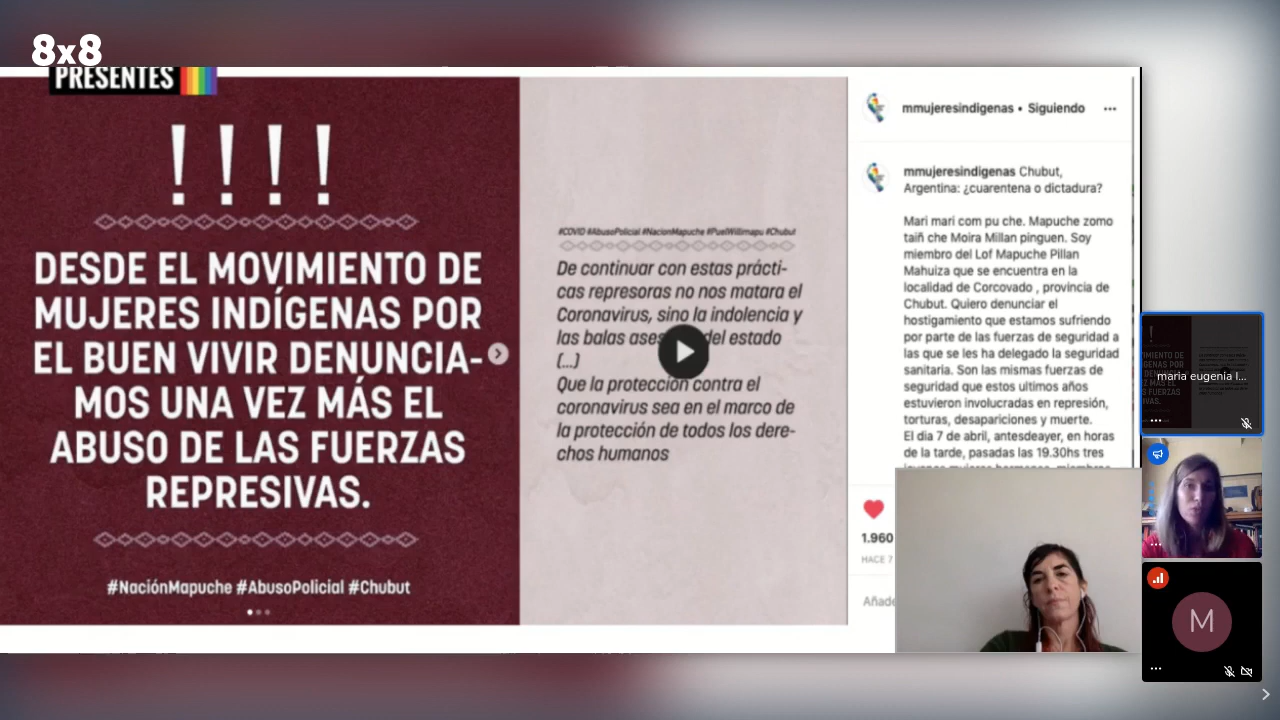 8x8
PRESENTES
! ! ! !
DESDE EL MOVIMIENTO DE
MUJERES INDÍGENAS POR
EL BUEN VIVIR DENUNCIA-
MOS UNA VEZ MÁS EL
ABUSO DE LAS FUERZAS
REPRESIVAS.
#NaciónMapuche #AbusoPolicial #Chubut
#COVID #AbusoPolicial #NacionMapuche #PuelWillimapu #Chubut
De continuar con estas prácti-
cas represoras no nos matara el
Coronavirus, sino la indolencia y
las balas del estado
(...)
Que la protección contra el
coronavirus sea en el marco de
la protección de todos los dere-
chos humanos
mmujeresindigenas • Siguiendo
mmujeresindigenas Chubut,
Argentina: ¿cuarentena o dictadura?
Mari mari com pu che. Mapuche zomo
taiñ che Moira Millan pinguen. Soy
miembro del Lof Mapuche Pillan
Mahuiza que se encuentra en la
localidad de Corcovado , provincia de
Chubut. Quiero denunciar el
hostigamiento que estamos sufriendo
por parte de las fuerzas de seguridad a
las que se les ha delegado la seguridad
sanitaria. Son las mismas fuerzas de
seguridad que estos ultimos años
estuvieron involucradas en represión,
torturas, desapariciones y muerte.
El dia 7 de abril, antesdeayer, en horas
de la tarde, pasadas las 19.30hs tres
1.960
HACE 7
Añade
maria eugenia l...
M